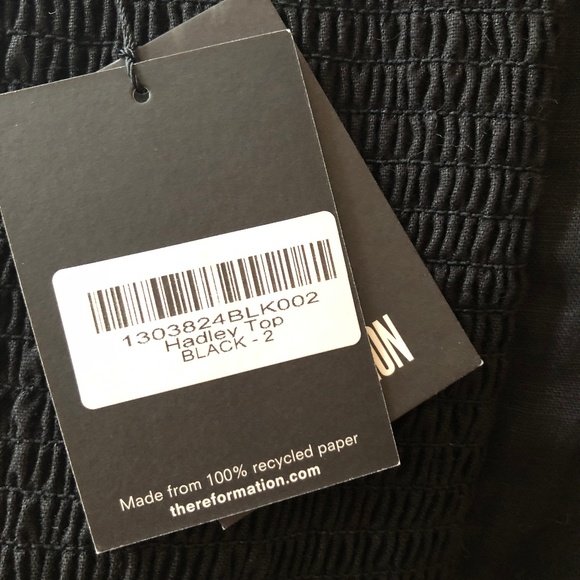 1303824BLK002
Hadley Top
BLACK - 2
ON
Made from 100% recycled paper
thereformation.com